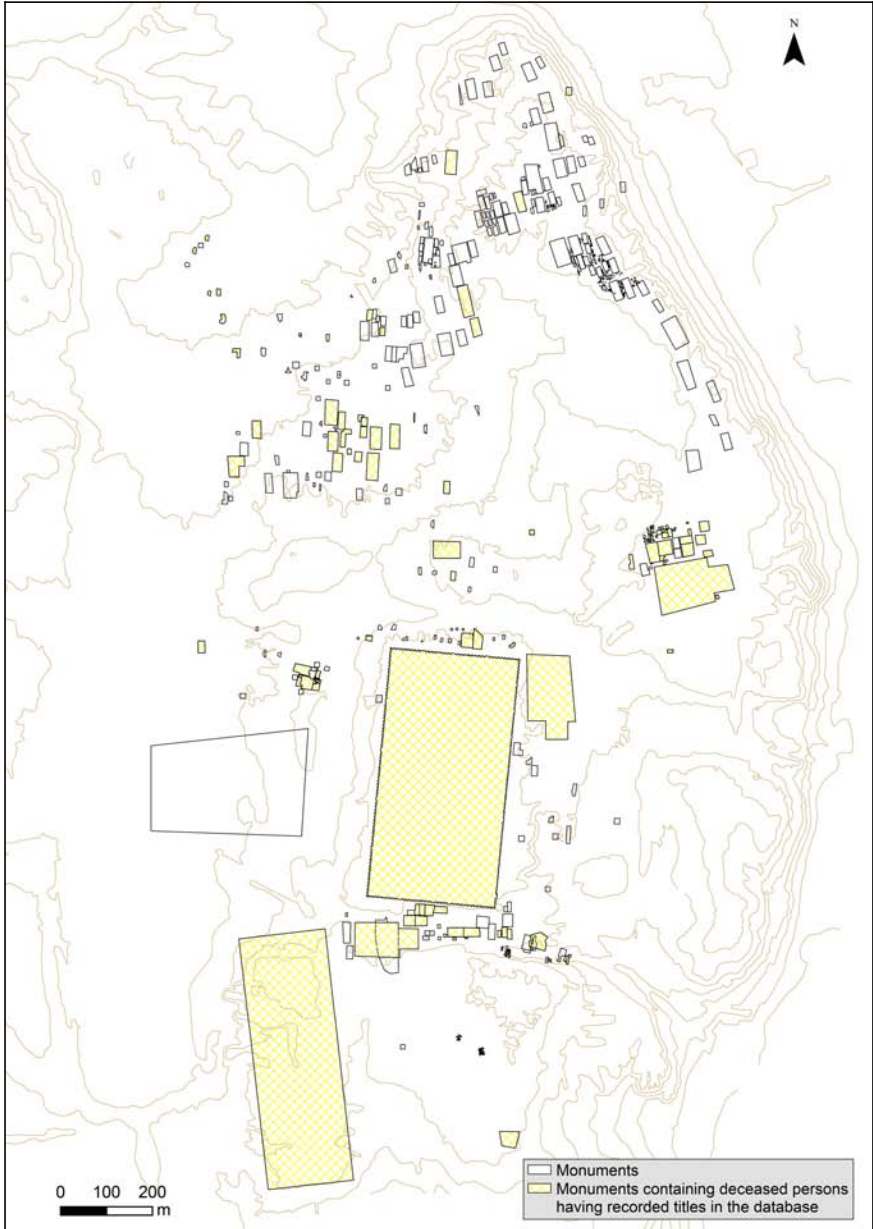 N
Monuments
Monuments containing deceased persons
having recorded titles in the database
0 100 200
m